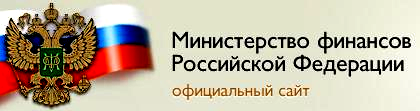 Министерство финансов
Российской Федерации
официальный сайт